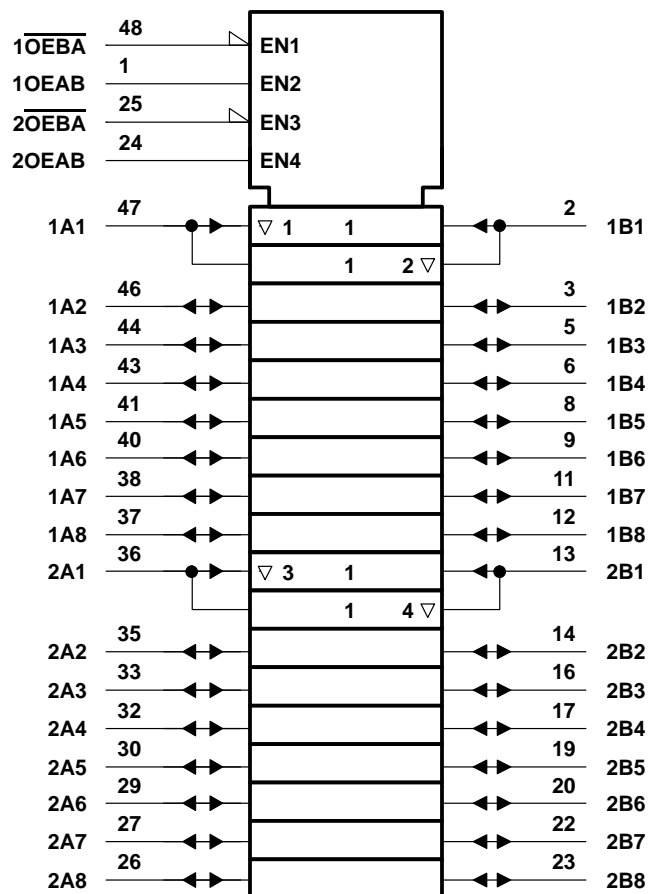 48
1O̅E̅B̅A̅ EN1
1
1OEAB EN2
25
2O̅E̅B̅A̅ EN3
24
2OEAB EN4
47 2
1A1 ▽ 1 1 1B1
1 2 ▽
46 3
1A2 1B2
44 5
1A3 1B3
43 6
1A4 1B4
41 8
1A5 1B5
40 9
1A6 1B6
38 11
1A7 1B7
37 12
1A8 1B8
36 13
2A1 ▽ 3 1 2B1
1 4 ▽
35 14
2A2 2B2
33 16
2A3 2B3
32 17
2A4 2B4
30 19
2A5 2B5
29 20
2A6 2B6
27 22
2A7 2B7
26 23
2A8 2B8